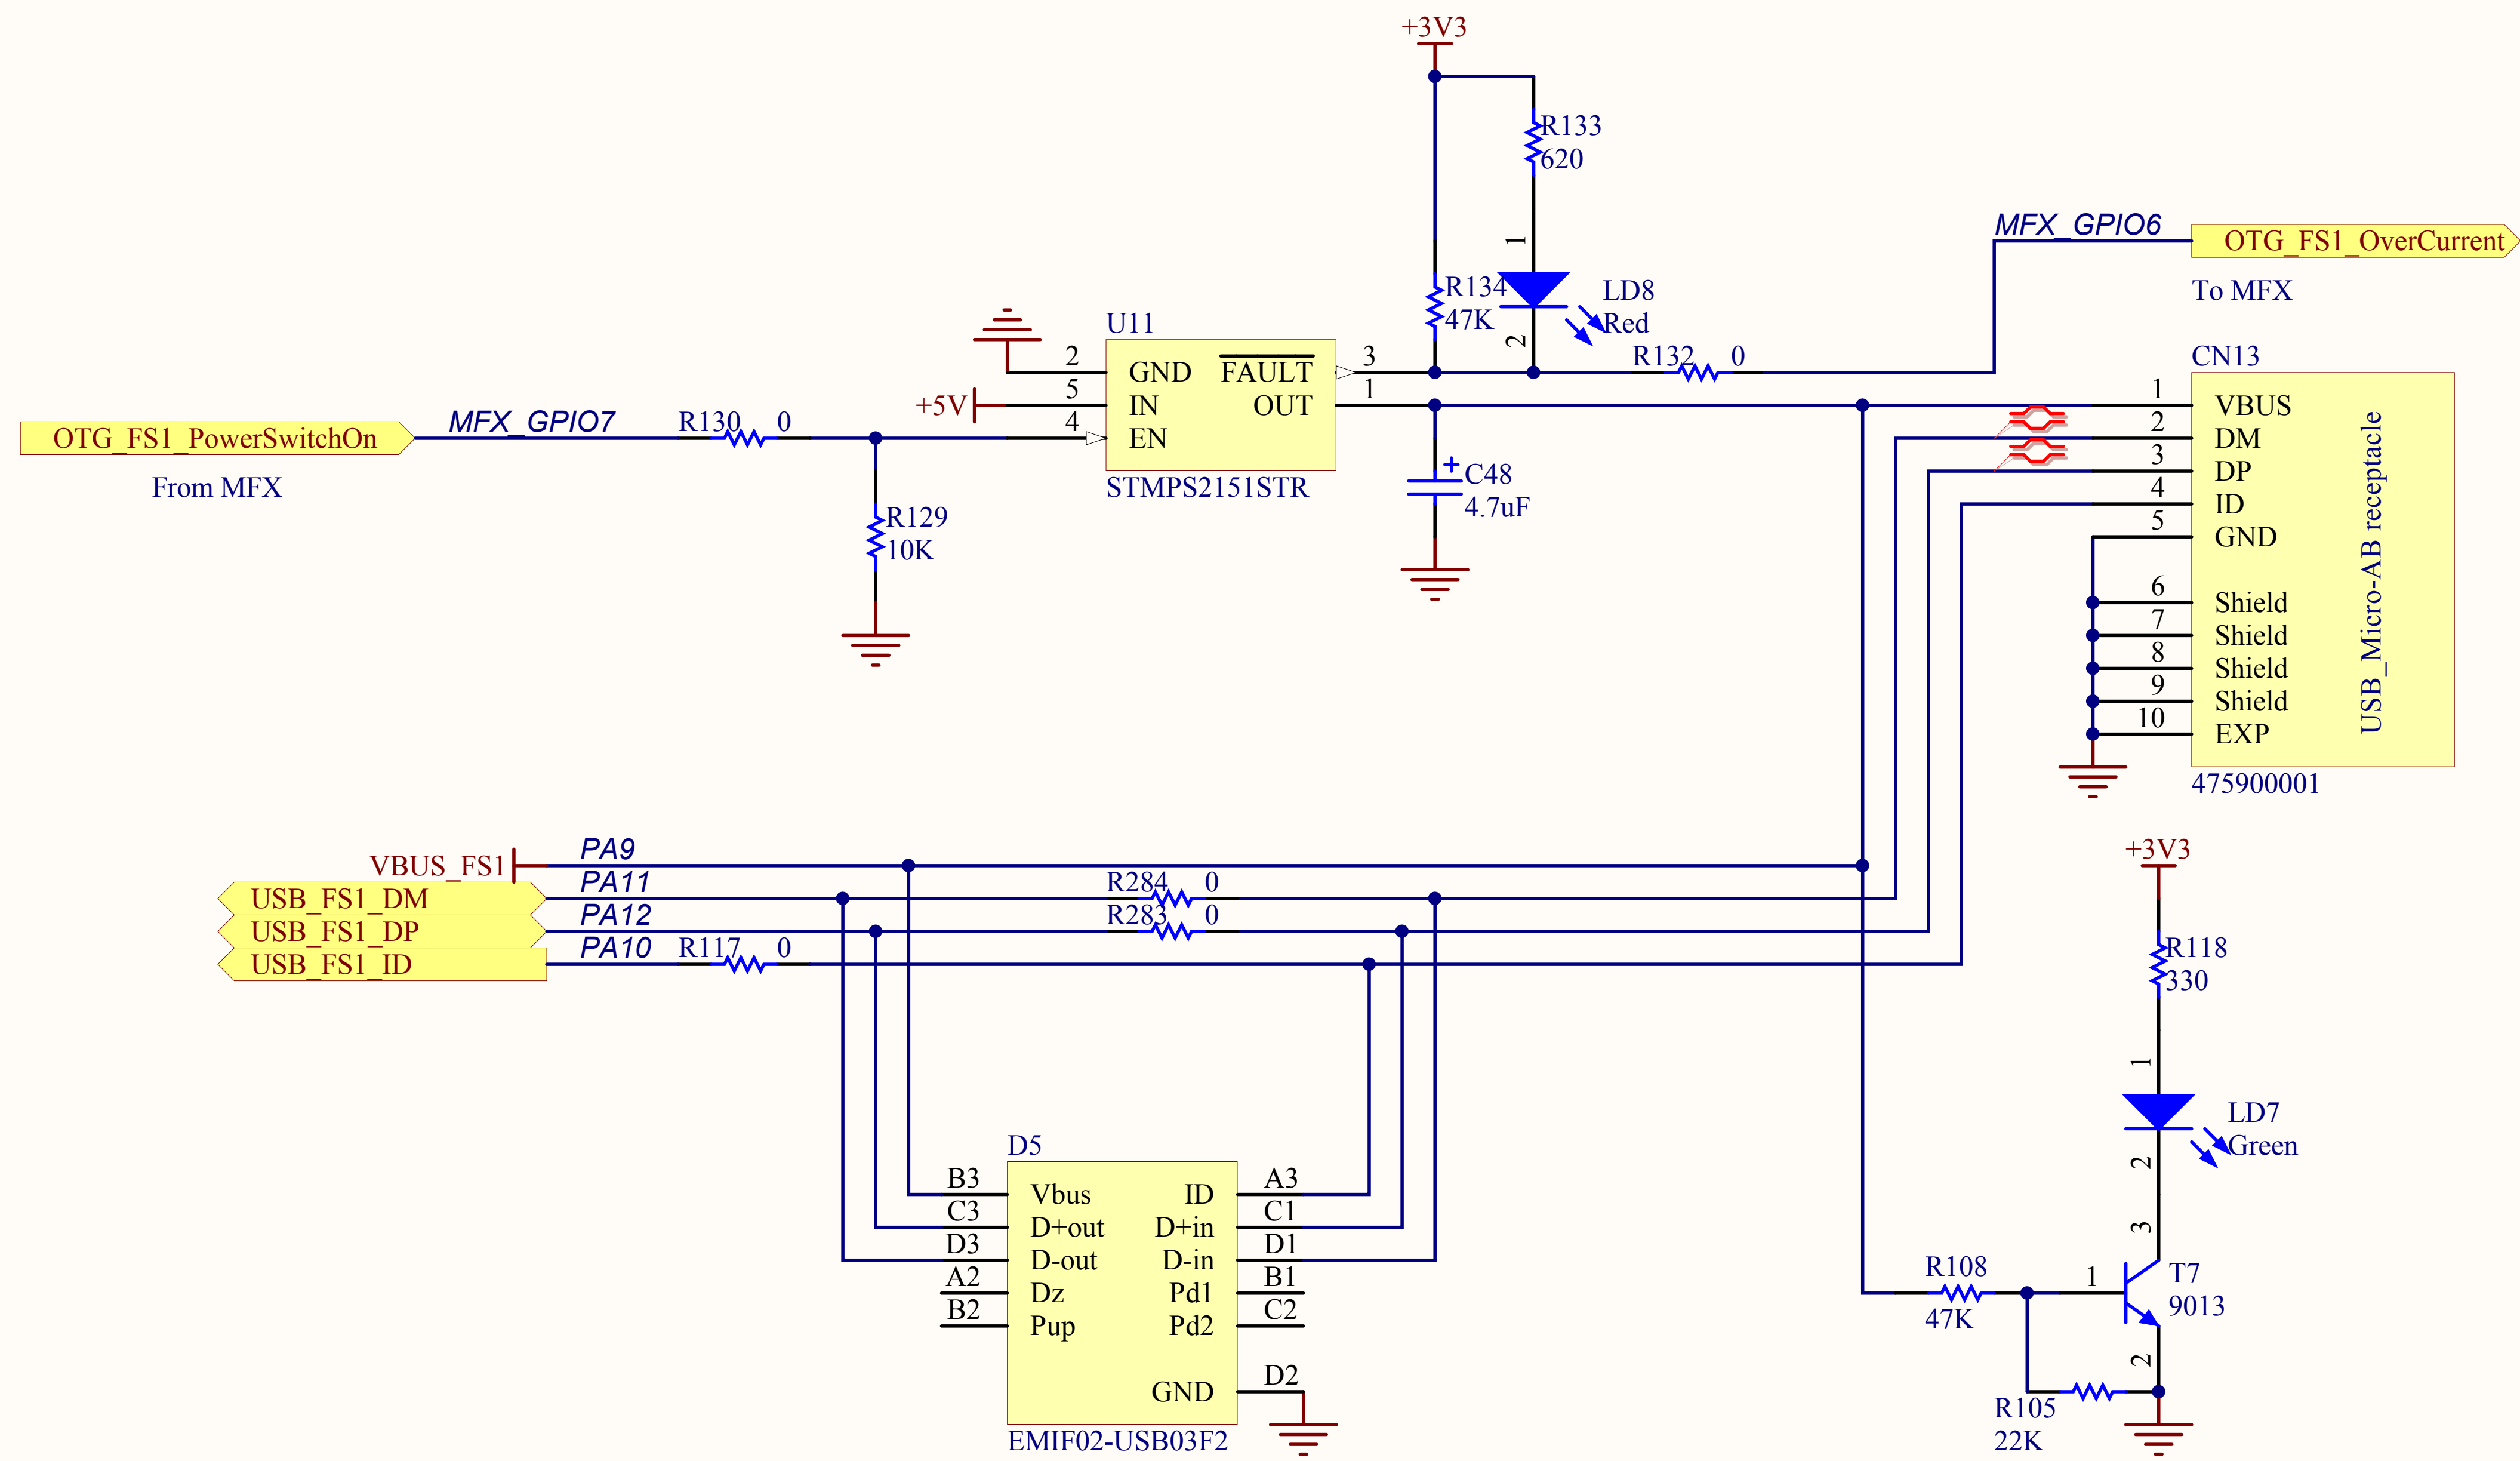 +3V3
R133
620
1
MFX_GPIO6
OTG_FS1_OverCurrent
To MFX
R134
47K
LD8
Red
2
U11
2
GND
FAULT
3
R132
0
5
+5V
IN
OUT
1
4
EN
STMPS2151STR
OTG_FS1_PowerSwitchOn
MFX_GPIO7
R130
0
From MFX
R129
10K
+
C48
4.7uF
CN13
1
VBUS
2
DM
3
DP
4
ID
5
GND
6
Shield
7
Shield
8
Shield
9
Shield
10
EXP
USB_Micro-AB receptacle
475900001
VBUS_FS1
PA9
USB_FS1_DM
PA11
R284
0
USB_FS1_DP
PA12
R283
0
USB_FS1_ID
PA10
R117
0
+3V3
R118
330
1
LD7
Green
2
3
D5
B3
Vbus
ID
A3
C3
D+out
D+in
C1
D3
D-out
D-in
D1
A2
Dz
Pd1
B1
B2
Pup
Pd2
C2
GND
D2
EMIF02-USB03F2
R108
47K
1
T7
9013
2
R105
22K